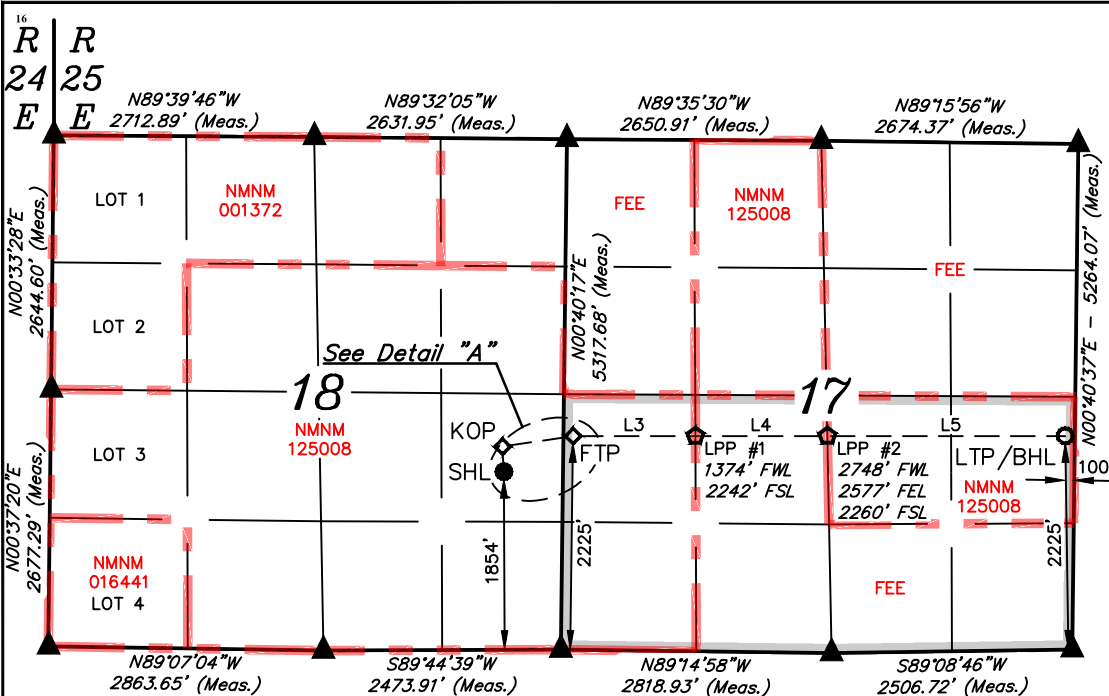 16
R R
24 25
E E
N89°39'46"W
2712.89' (Meas.)
N89°32'05"W
2631.95' (Meas.)
N89°35'30"W
2650.91' (Meas.)
N89°15'56"W
2674.37' (Meas.)
N00°33'28"E
2644.60' (Meas.)
LOT 1
NMNM
001372
FEE
NMNM
125008
FEE
N00°40'17"E
5317.68' (Meas.)
N00°40'37"E - 5264.07' (Meas.)
LOT 2
See Detail "A"
18
17
NMNM
125008
LOT 3
KOP
SHL
FTP
L3
L4
L5
LPP #1
1374' FWL
2242' FSL
LPP #2
2748' FWL
2577' FEL
2260' FSL
LTP/BHL
100
NMNM
125008
N00°37'20"E
2677.29' (Meas.)
NMNM
016441
LOT 4
1854'
2225'
2225'
FEE
N89°07'04"W
2863.65' (Meas.)
S89°44'39"W
2473.91' (Meas.)
N89°14'58"W
2818.93' (Meas.)
S89°08'46"W
2506.72' (Meas.)